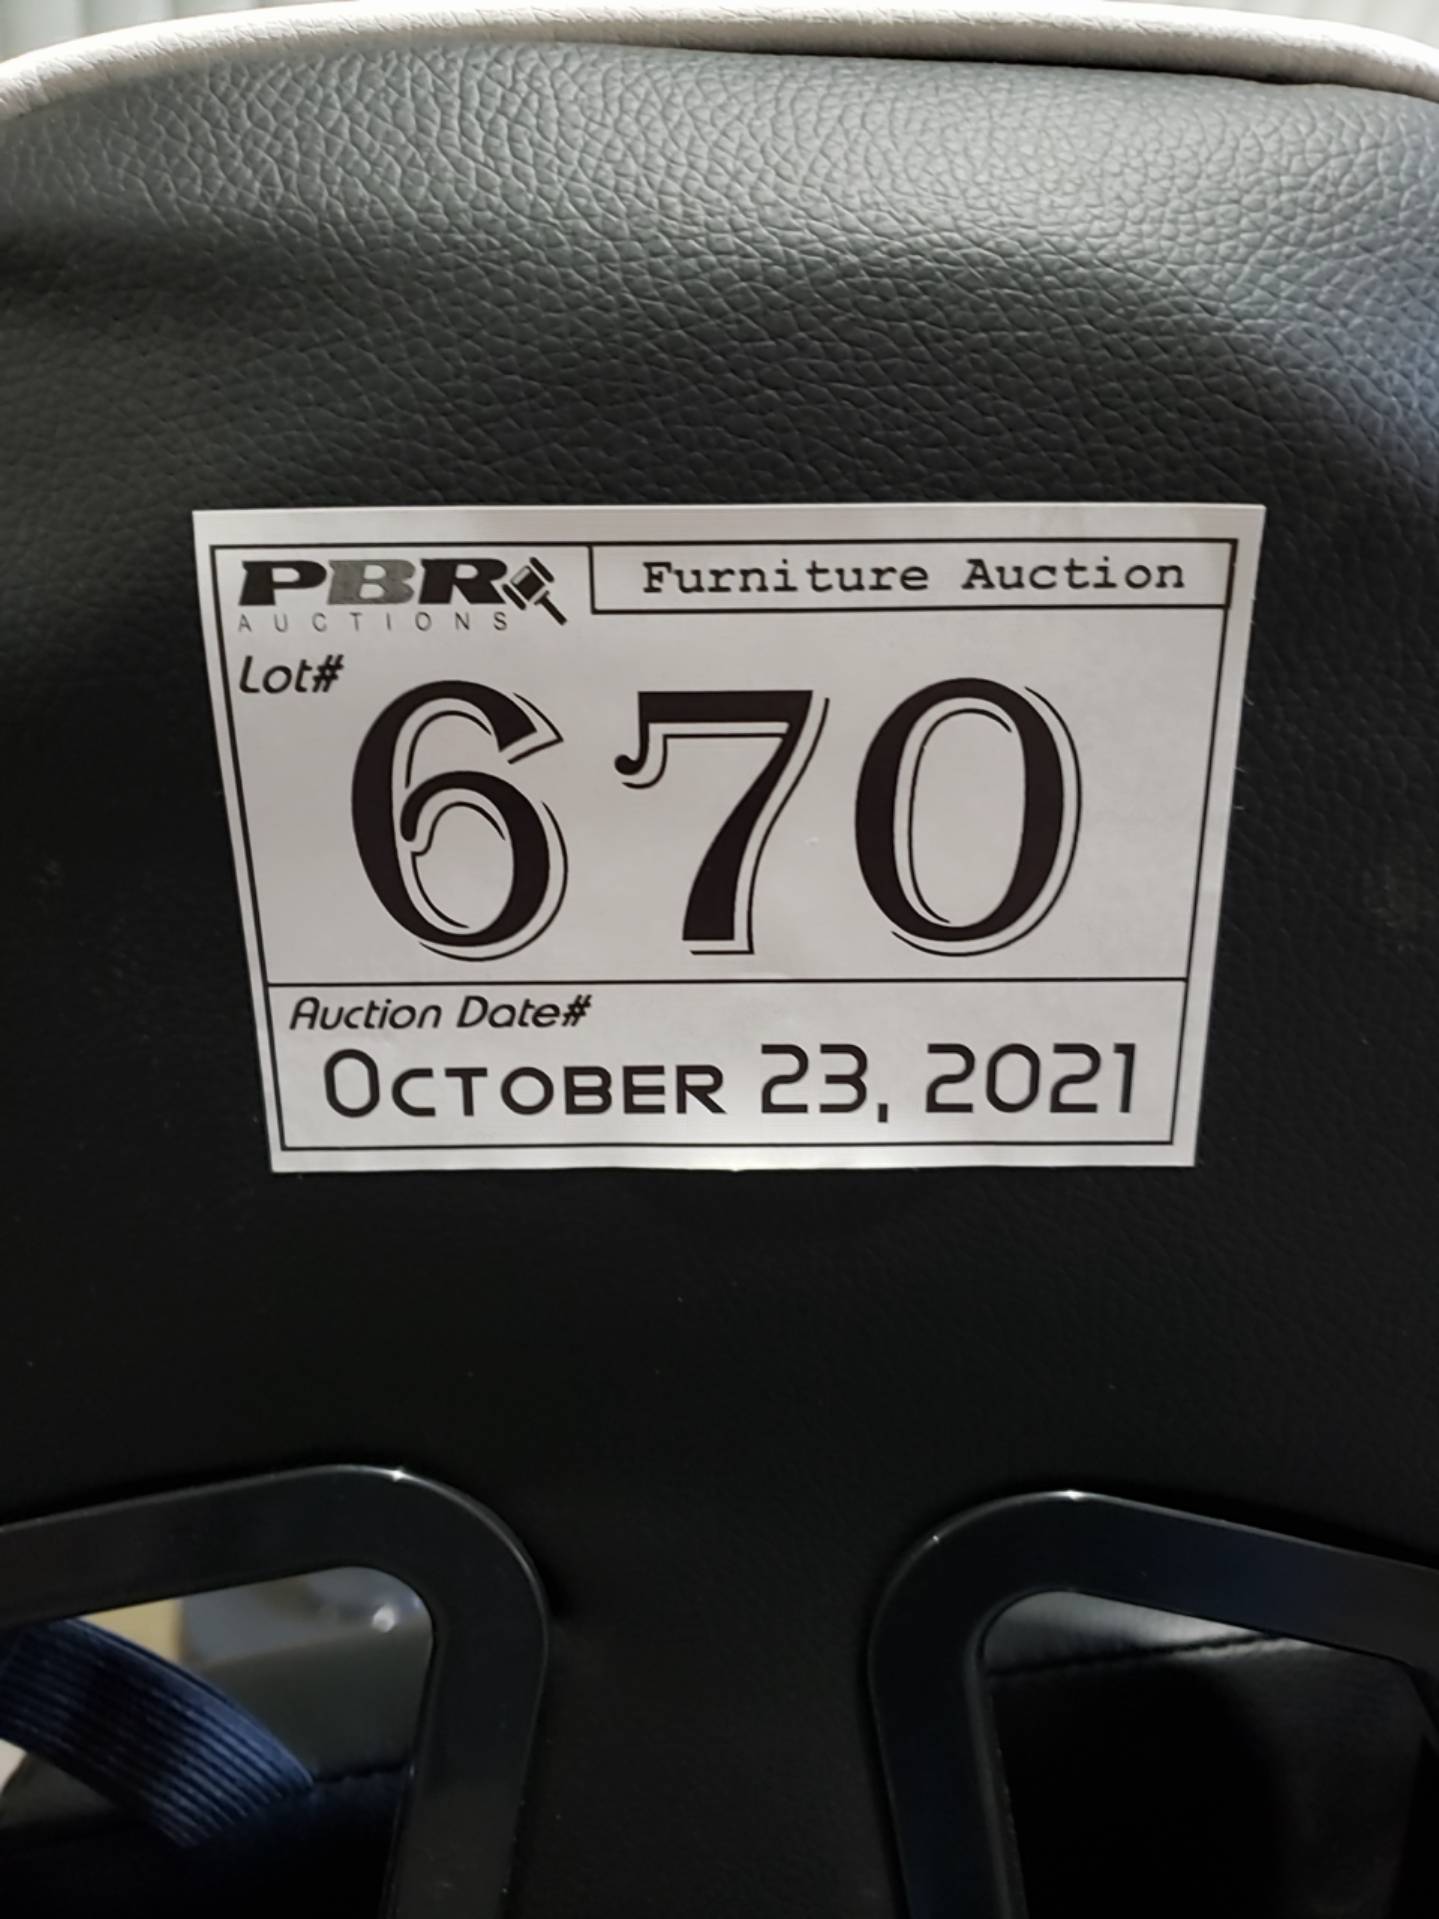 PBR
AUCTIONS
Furniture Auction
Lot#
670
Auction Date#
October 23, 2021